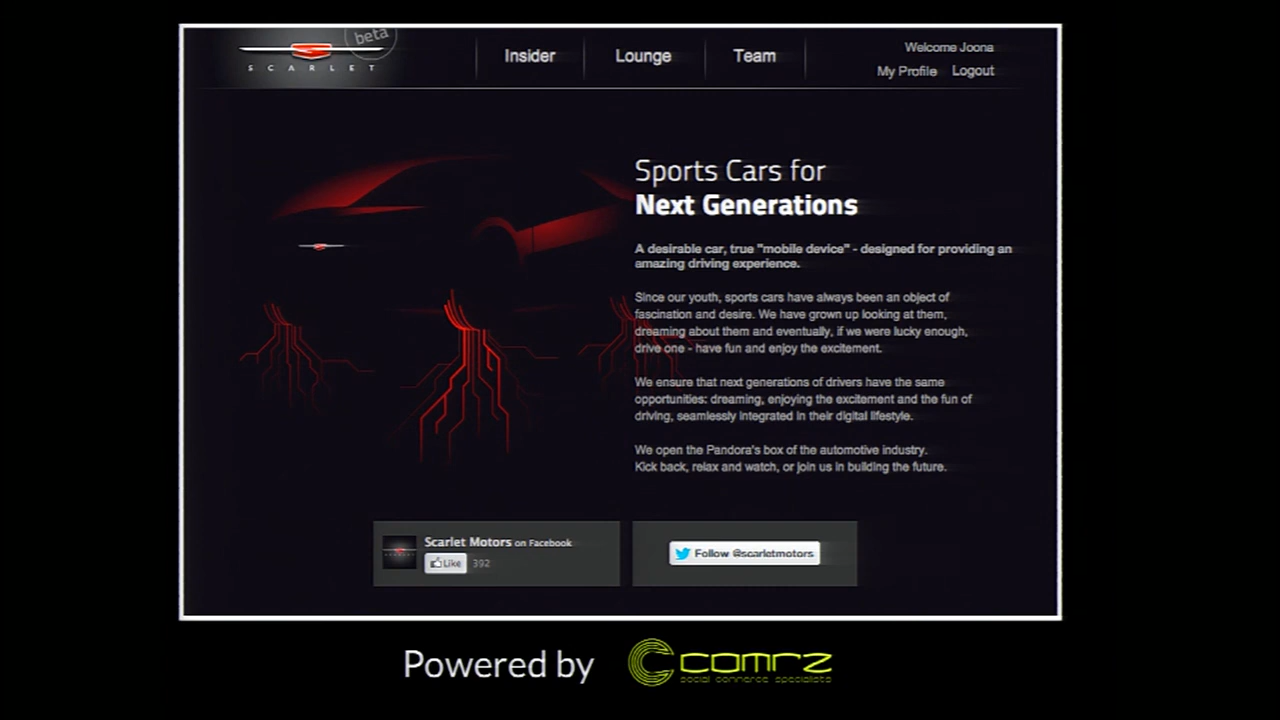 beta
SCARLET
Insider
Lounge
Team
Welcome Joona
My Profile Logout
Sports Cars for
Next Generations
A desirable car, true "mobile device" - designed for providing an
amazing driving experience.
Since our youth, sports cars have always been an object of
fascination and desire. We have grown up looking at them,
dreaming about them and eventually, if we were lucky enough,
drive one - have fun and enjoy the excitement.
We ensure that next generations of drivers have the same
opportunities: dreaming, enjoying the excitement and the fun of
driving, seamlessly integrated in their digital lifestyle.
We open the Pandora's box of the automotive industry.
Kick back, relax and watch, or join us in building the future.
Scarlet Motors on Facebook
Like 392
Follow @scarletmotors
Powered by comrz
social commerce specialists